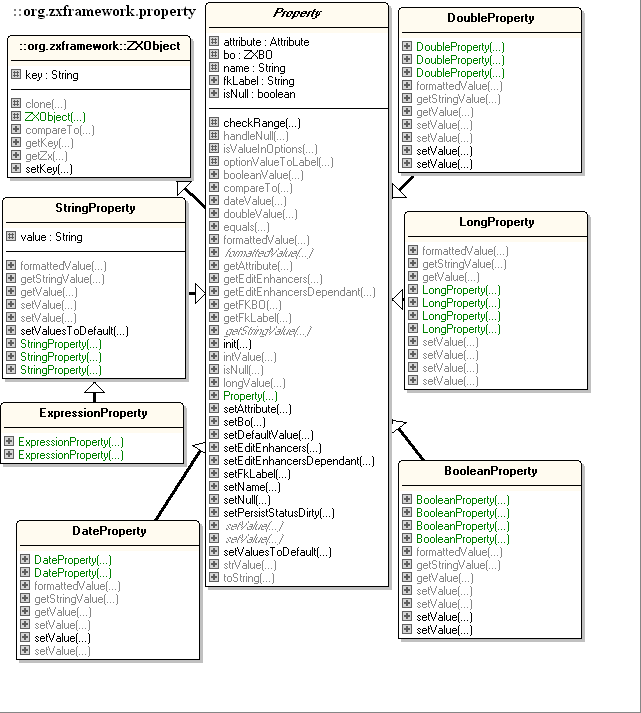 ::org.zxframework.property
::org.zxframework::ZXObject
key : String
clone(...)
ZXObject(...)
compareTo(...)
getKey(...)
getZx(...)
setKey(...)
StringProperty
value : String
formattedValue(...)
getStringValue(...)
getValue(...)
setValue(...)
setValue(...)
setValuesToDefault(...)
StringProperty(...)
StringProperty(...)
StringProperty(...)
ExpressionProperty
ExpressionProperty(...)
ExpressionProperty(...)
DateProperty
DateProperty(...)
DateProperty(...)
formattedValue(...)
getStringValue(...)
getValue(...)
setValue(...)
setValue(...)
setValue(...)
Property
attribute : Attribute
bo : ZXBO
name : String
fkLabel : String
isNull : boolean
checkRange(...)
handleNull(...)
isValueInOptions(...)
optionValueToLabel(...)
booleanValue(...)
compareTo(...)
dateValue(...)
doubleValue(...)
equals(...)
formattedValue(...)
formattedValue(...)
getAttribute(...)
getEditEnhancers(...)
getEditEnhancersDependant(...)
getFKBO(...)
getFkLabel(...)
getStringValue(...)
init(...)
intValue(...)
isNull(...)
longValue(...)
Property(...)
setAttribute(...)
setBo(...)
setDefaultValue(...)
setEditEnhancers(...)
setEditEnhancersDependant(...)
setFkLabel(...)
setName(...)
setNull(...)
setPersistStatusDirty(...)
setValue(...)
setValue(...)
setValuesToDefault(...)
strValue(...)
toString(...)
DoubleProperty
DoubleProperty(...)
DoubleProperty(...)
DoubleProperty(...)
formattedValue(...)
getStringValue(...)
getValue(...)
setValue(...)
setValue(...)
setValue(...)
setValue(...)
LongProperty
formattedValue(...)
getStringValue(...)
getValue(...)
LongProperty(...)
LongProperty(...)
LongProperty(...)
LongProperty(...)
setValue(...)
setValue(...)
setValue(...)
setValue(...)
BooleanProperty
BooleanProperty(...)
BooleanProperty(...)
BooleanProperty(...)
BooleanProperty(...)
formattedValue(...)
getStringValue(...)
getValue(...)
setValue(...)
setValue(...)
setValue(...)
setValue(...)